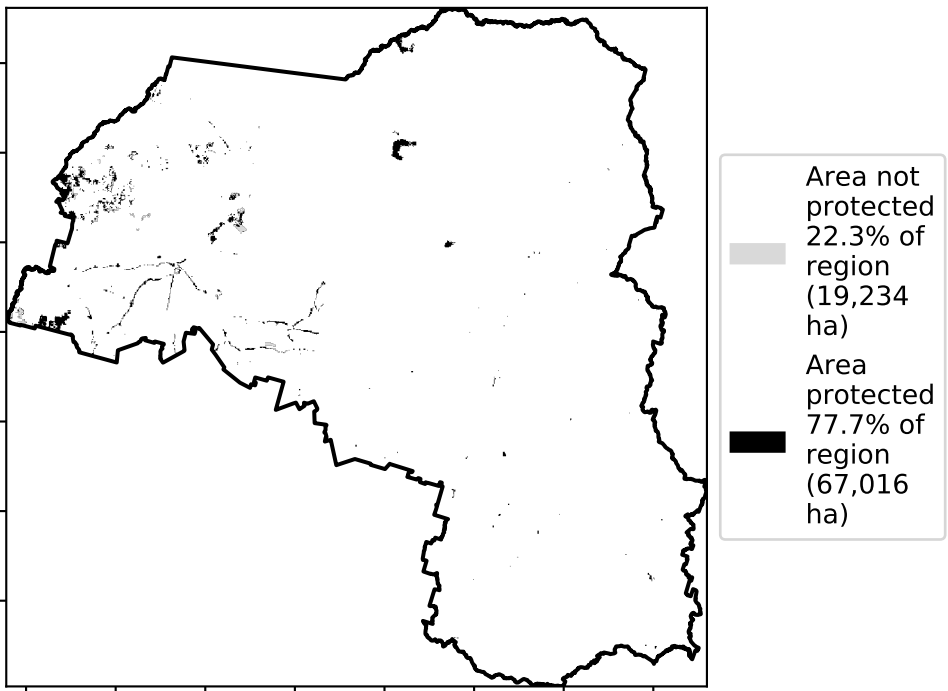 Area not
protected
22.3% of
region
(19,234
ha)
Area
protected
77.7% of
region
(67,016
ha)